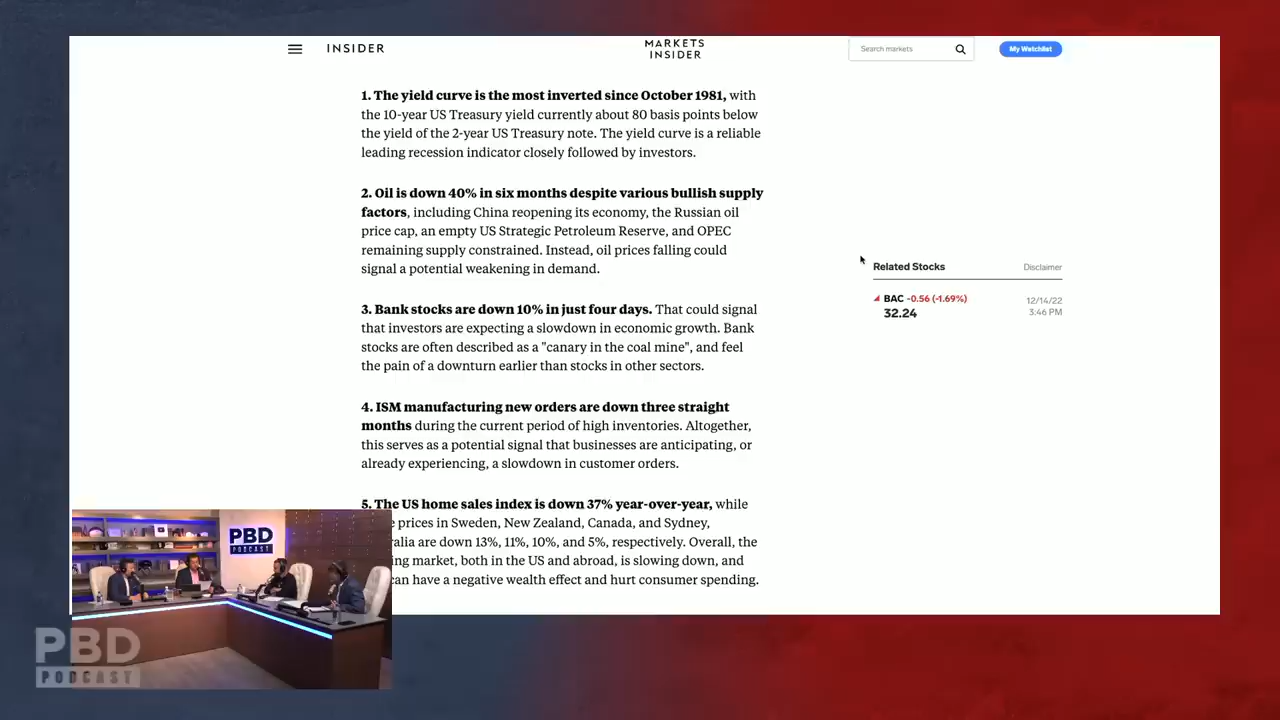 INSIDER
MARKETS
INSIDER
Search markets
My Watchlist
1. The yield curve is the most inverted since October 1981, with
the 10-year US Treasury yield currently about 80 basis points below
the yield of the 2-year US Treasury note. The yield curve is a reliable
leading recession indicator closely followed by investors.
2. Oil is down 40% in six months despite various bullish supply
factors, including China reopening its economy, the Russian oil
price cap, an empty US Strategic Petroleum Reserve, and OPEC
remaining supply constrained. Instead, oil prices falling could
signal a potential weakening in demand.
3. Bank stocks are down 10% in just four days. That could signal
that investors are expecting a slowdown in economic growth. Bank
stocks are often described as a "canary in the coal mine", and feel
the pain of a downturn earlier than stocks in other sectors.
4. ISM manufacturing new orders are down three straight
months during the current period of high inventories. Altogether,
this serves as a potential signal that businesses are anticipating, or
already experiencing, a slowdown in customer orders.
5. The US home sales index is down 37% year-over-year, while
prices in Sweden, New Zealand, Canada, and Sydney,
are down 13%, 11%, 10%, and 5%, respectively. Overall, the
market, both in the US and abroad, is slowing down, and
can have a negative wealth effect and hurt consumer spending.
Related Stocks
Disclaimer
BAC -0.56 (-1.69%)
32.24
12/14/22
3:46 PM
PBD
PODCAST
PBD
PODCAST